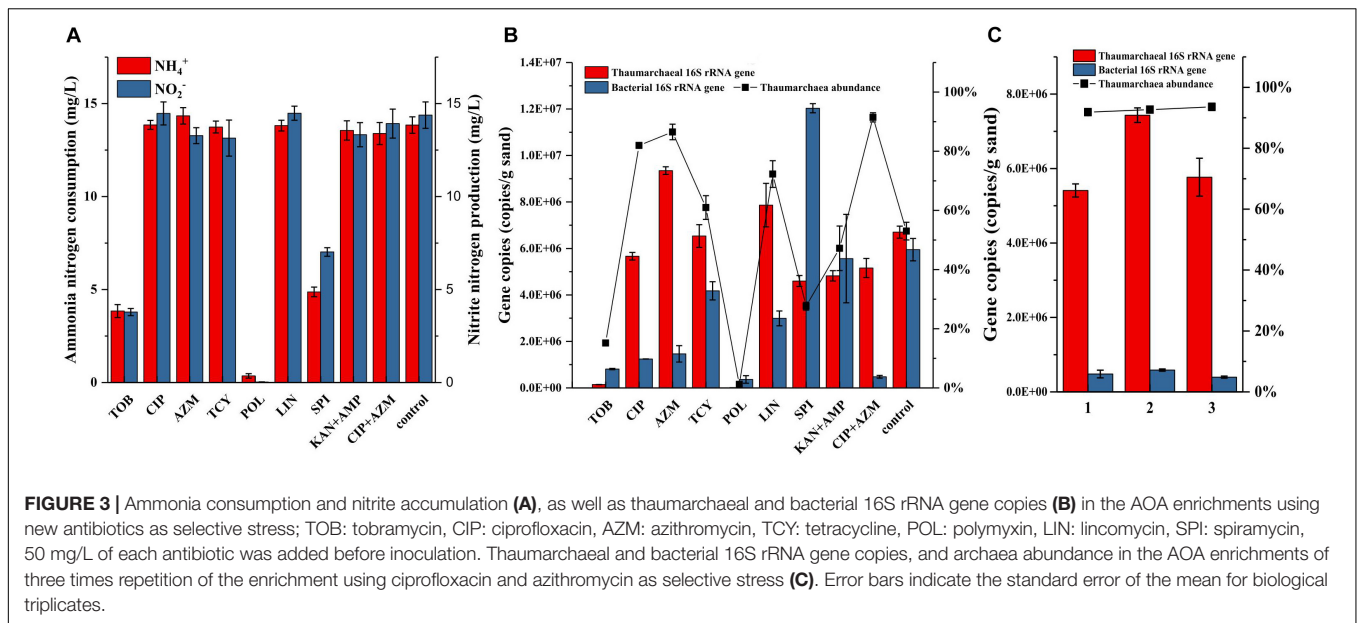 A
NH₄⁺
NO₂⁻
Ammonia nitrogen consumption (mg/L)
15
10
5
0
Nitrite nitrogen production (mg/L)
15
10
5
0
TOB
CIP
AZM
TCY
POL
LIN
SPI
KAN+AMP
CIP+AZM
control
B
Thaumarchaeal 16S rRNA gene
Bacterial 16S rRNA gene
Thaumarchaea abundance
Gene copies (copies/g sand)
1.4E+07
1.2E+07
1.0E+07
8.0E+06
6.0E+06
4.0E+06
2.0E+06
0.0E+00
100%
80%
60%
40%
20%
0%
TOB
CIP
AZM
TCY
POL
LIN
SPI
KAN+AMP
CIP+AZM
control
C
Thaumarchaeal 16S rRNA gene
Bacterial 16S rRNA gene
Thaumarchaea abundance
Gene copies (copies/g sand)
8.0E+06
6.0E+06
4.0E+06
2.0E+06
0.0E+00
100%
90%
80%
70%
60%
50%
40%
30%
20%
10%
0%
1
2
3
FIGURE 3 | Ammonia consumption and nitrite accumulation (A), as well as thaumarchaeal and bacterial 16S rRNA gene copies (B) in the AOA enrichments using
new antibiotics as selective stress; TOB: tobramycin, CIP: ciprofloxacin, AZM: azithromycin, TCY: tetracycline, POL: polymyxin, LIN: lincomycin, SPI: spiramycin,
50 mg/L of each antibiotic was added before inoculation. Thaumarchaeal and bacterial 16S rRNA gene copies, and archaea abundance in the AOA enrichments of
three times repetition of the enrichment using ciprofloxacin and azithromycin as selective stress (C). Error bars indicate the standard error of the mean for biological
triplicates.